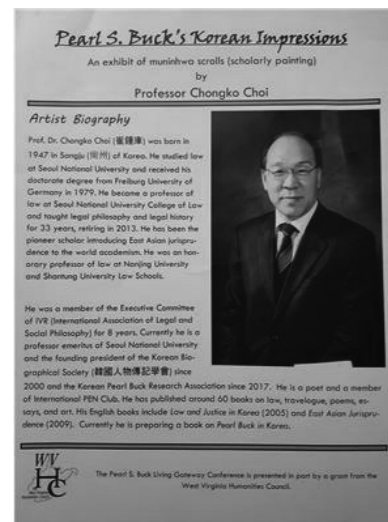 Pearl S. Buck's Korean Impressions
An exhibit of muninhwa scrolls (scholarly painting)
by
Professor Chongko Choi
Artist Biography
Prof. Dr. Chongko Choi (崔鍾庫) was born in
1947 in Sangju (尙州) of Korea. He studied law
at Seoul National University and received his
doctorate degree from Freiburg University of
Germany in 1979. He became a professor of
law at Seoul National University College of Law
and taught legal philosophy and legal history
for 33 years, retiring in 2013. He has been the
pioneer scholar introducing East Asian jurispru-
dence to the world academism. He was an hon-
orary professor of law at Nanjing University
and Shantung University Law Schools.
He was a member of the Executive Committee
of IVR (International Association of Legal and
Social Philosophy) for 8 years. Currently he is a
professor emeritus of Seoul National University
and the founding president of the Korean Bio-
graphical Society (韓國人物傳記學會) since
2000 and the Korean Pearl Buck Research Association since 2017. He is a poet and a member
of International PEN Club. He has published around 60 books on law, travelogue, poems, es-
says, and art. His English books include Law and Justice in Korea (2005) and East Asian Jurispru-
dence (2009). Currently he is preparing a book on Pearl Buck in Korea.
WV
HC
The Pearl S. Buck Living Gateway Conference is presented in part by a grant from the
West Virginia Humanities Council.